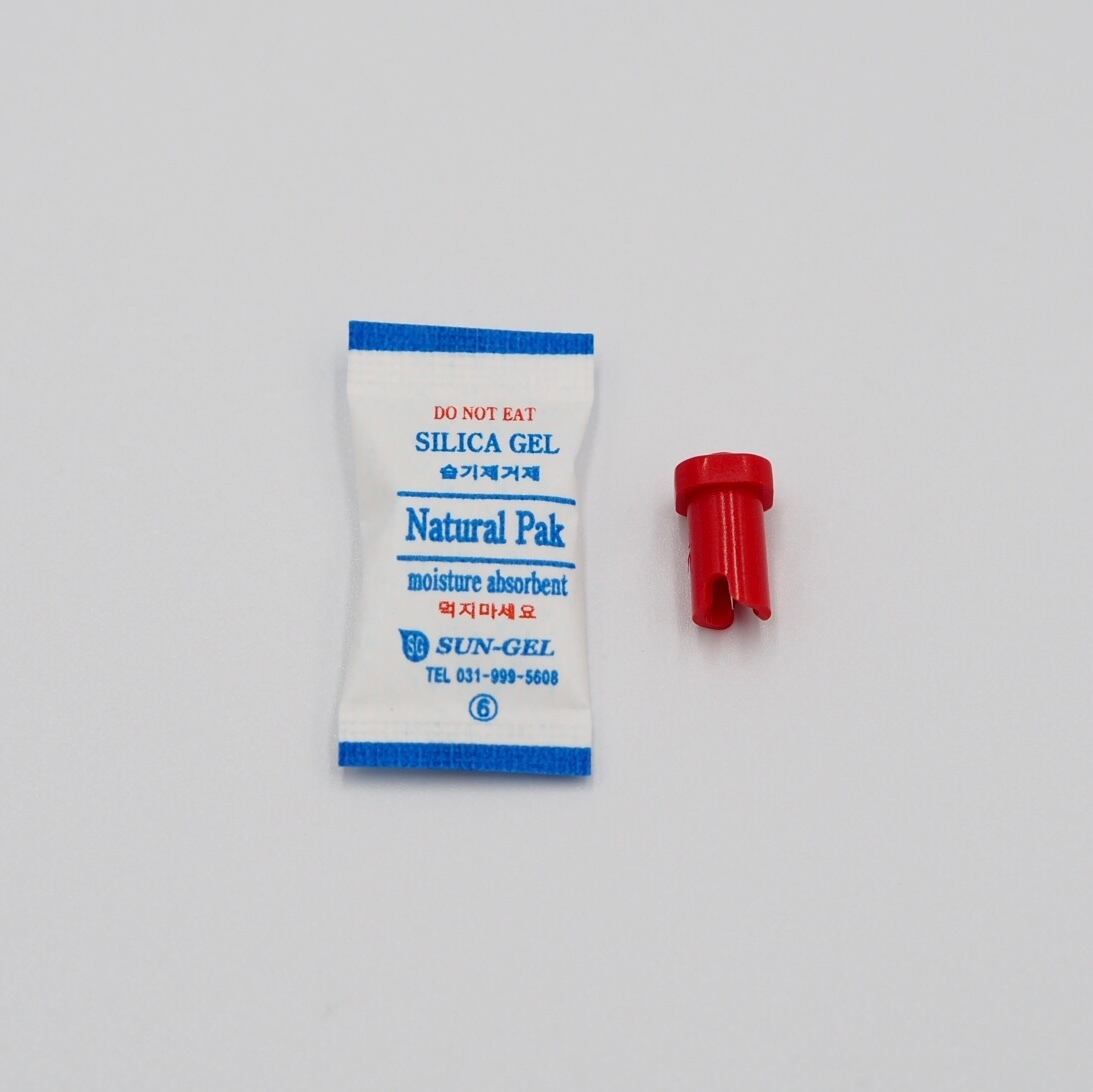 DO NOT EAT
SILICA GEL
습기제거제
Natural Pak
moisture absorbent
먹지마세요
SG SUN-GEL
TEL 031-999-5608
⑥